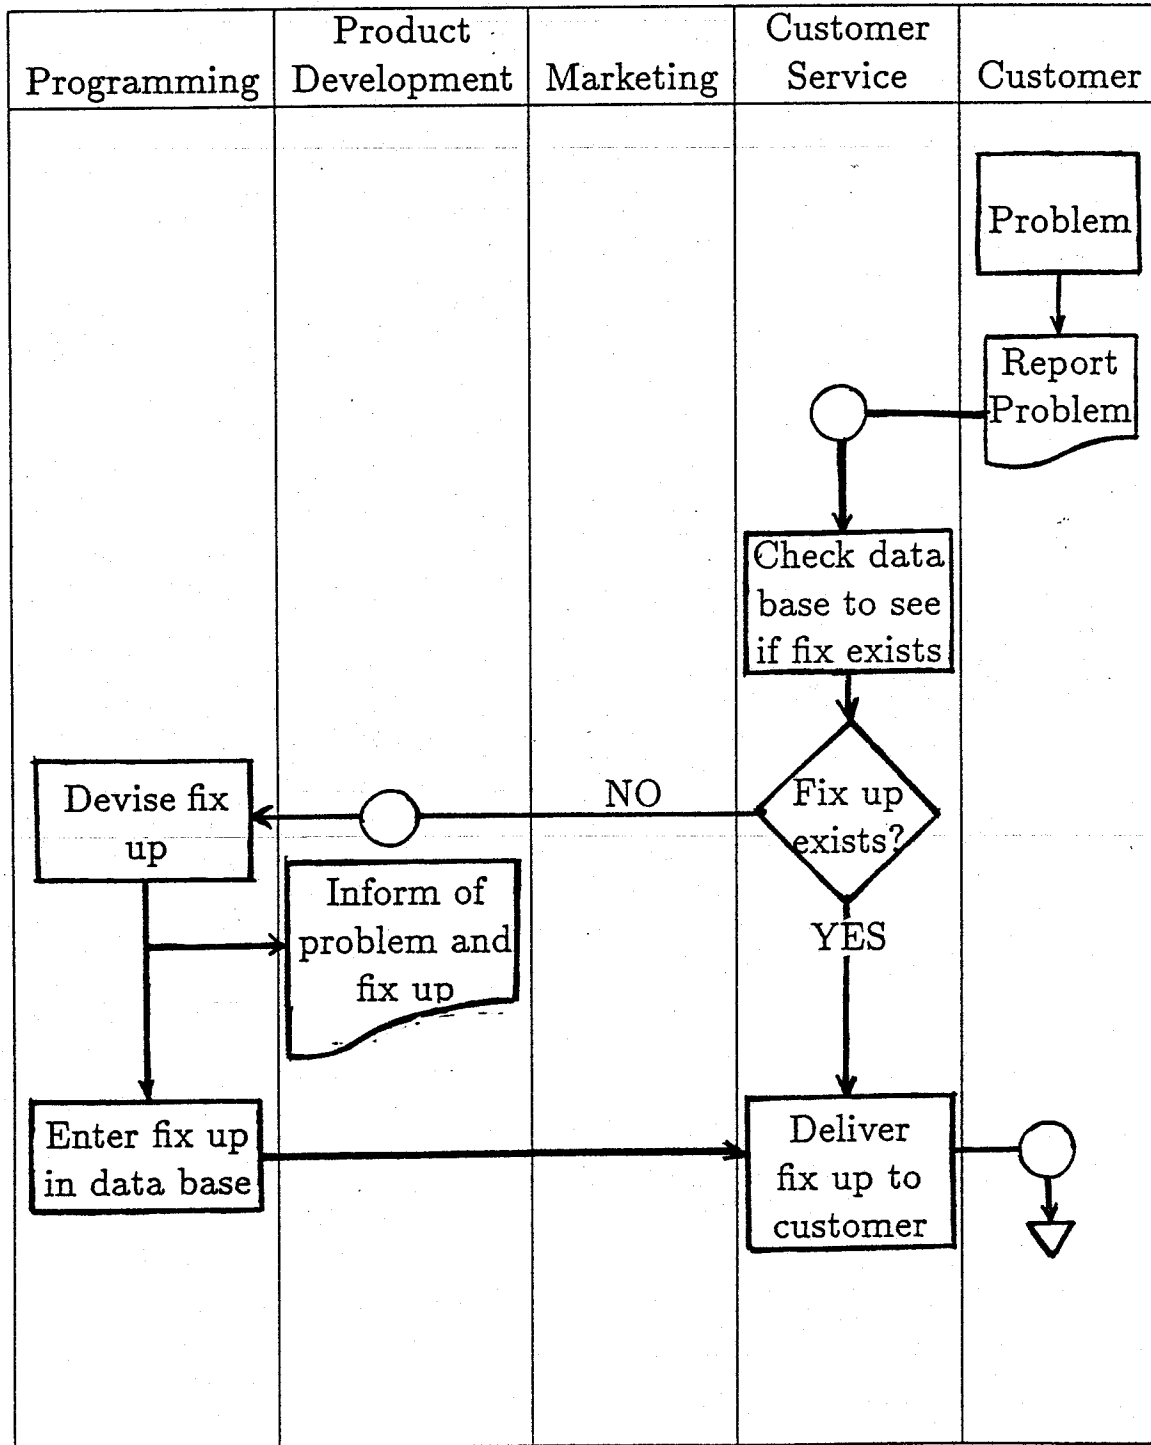 Programming
Product
Development
Marketing
Customer
Service
Customer
Problem
Report
Problem
Check data
base to see
if fix exists
Fix up
exists?
NO
YES
Devise fix
up
Inform of
problem and
fix up
Enter fix up
in data base
Deliver
fix up to
customer